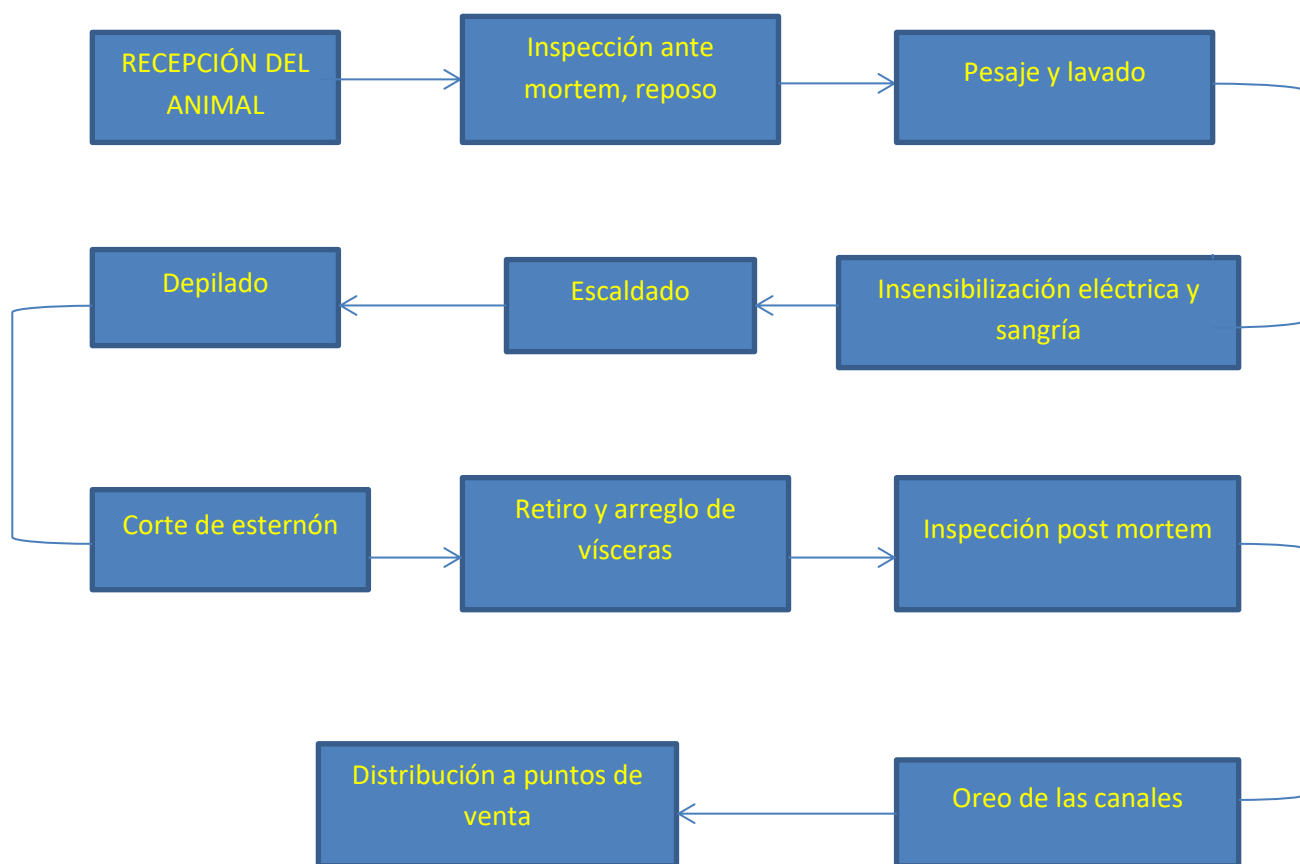 RECEPCIÓN DEL
ANIMAL
Inspección ante
mortem, reposo
Pesaje y lavado
Insensibilización eléctrica y
sangría
Escaldado
Depilado
Corte de esternón
Retiro y arreglo de
vísceras
Inspección post mortem
Oreo de las canales
Distribución a puntos de
venta